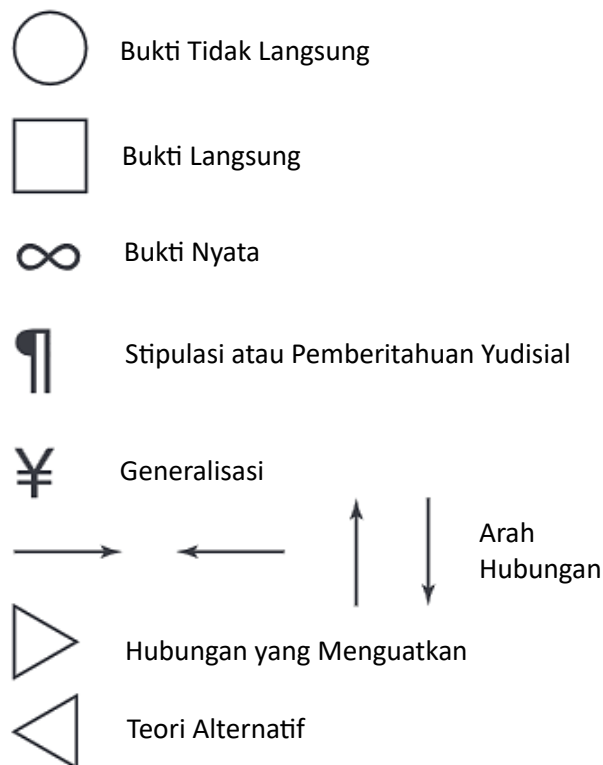 Bukti Tidak Langsung
Bukti Langsung
∞ Bukti Nyata
¶ Stipulasi atau Pemberitahuan Yudisial
¥ Generalisasi
Arah
Hubungan
Hubungan yang Menguatkan
Teori Alternatif